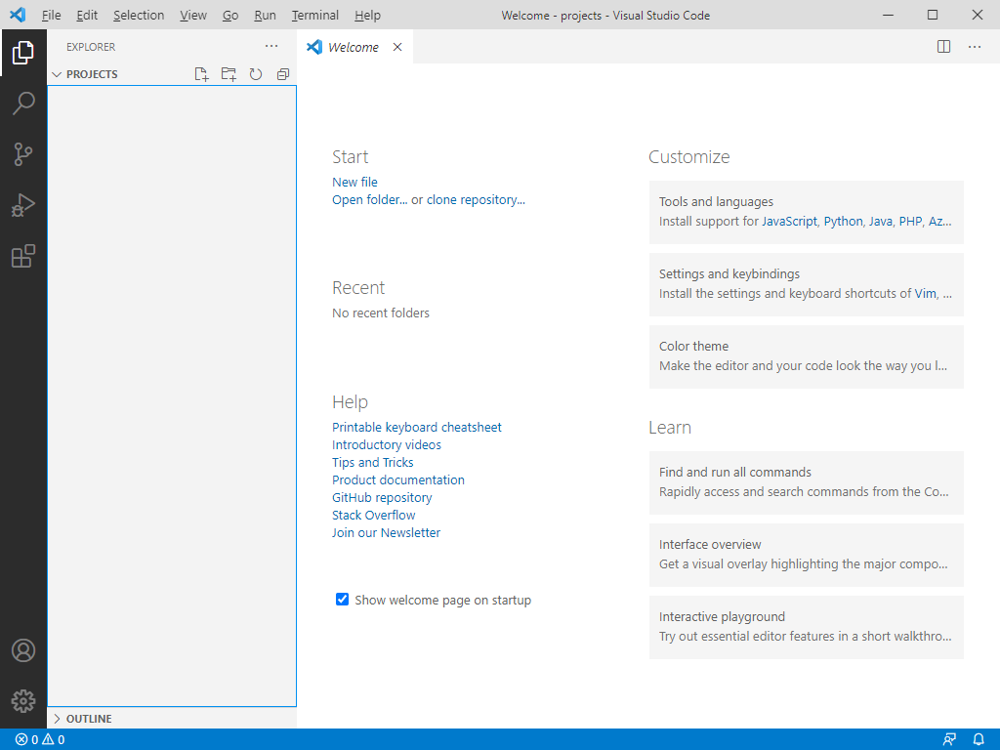 File Edit Selection View Go Run Terminal Help
Welcome - projects - Visual Studio Code
EXPLORER
PROJECTS
OUTLINE
Welcome
Start
New file
Open folder... or clone repository...
Recent
No recent folders
Help
Printable keyboard cheatsheet
Introductory videos
Tips and Tricks
Product documentation
GitHub repository
Stack Overflow
Join our Newsletter
Show welcome page on startup
Customize
Tools and languages
Install support for JavaScript, Python, Java, PHP, Az...
Settings and keybindings
Install the settings and keyboard shortcuts of Vim, ...
Color theme
Make the editor and your code look the way you l...
Learn
Find and run all commands
Rapidly access and search commands from the Co...
Interface overview
Get a visual overlay highlighting the major compo...
Interactive playground
Try out essential editor features in a short walkthro...
0 0